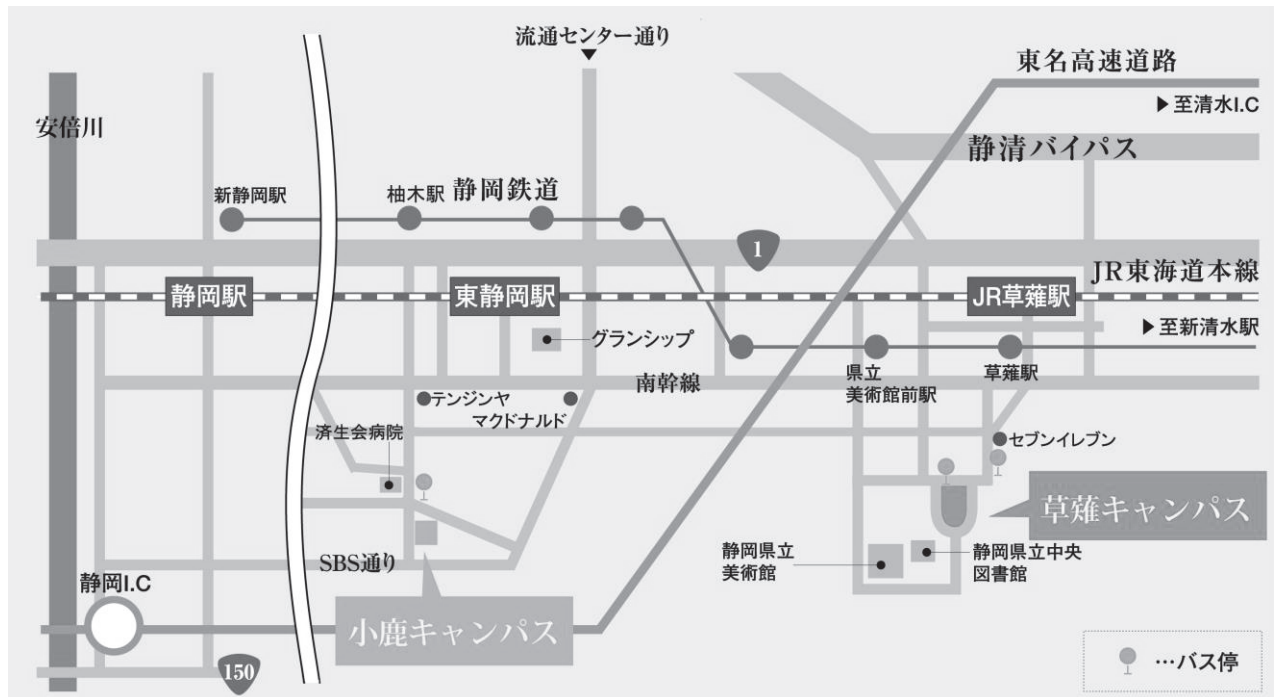 流通センター通り
東名高速道路
▶至清水I.C
安倍川
静清バイパス
新静岡駅
柚木駅
静岡鉄道
1
JR東海道本線
静岡駅
東静岡駅
JR草薙駅
▶至新清水駅
グランシップ
南幹線
県立
美術館前駅
草薙駅
テンジンヤ
マクドナルド
済生会病院
セブンイレブン
草薙キャンパス
SBS通り
静岡県立
美術館
静岡県立中央
図書館
静岡I.C
小鹿キャンパス
150
…バス停